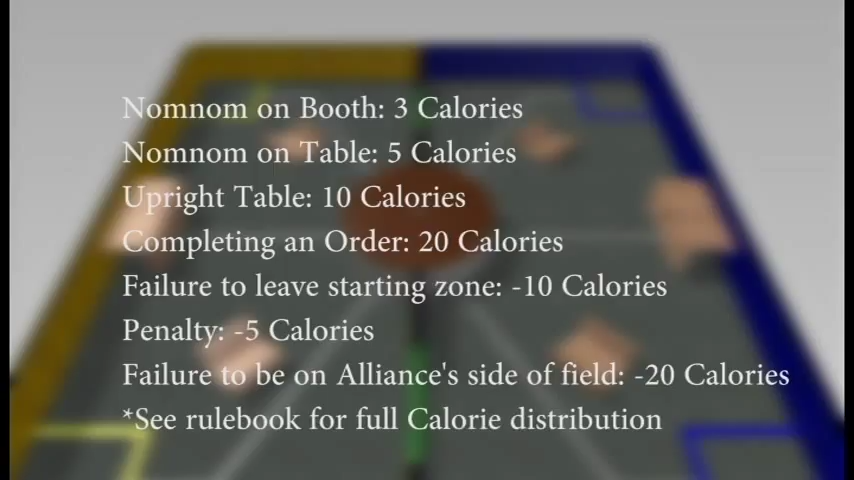 Nomnom on Booth: 3 Calories
Nomnom on Table: 5 Calories
Upright Table: 10 Calories
Completing an Order: 20 Calories
Failure to leave starting zone: -10 Calories
Penalty: -5 Calories
Failure to be on Alliance's side of field: -20 Calories
*See rulebook for full Calorie distribution